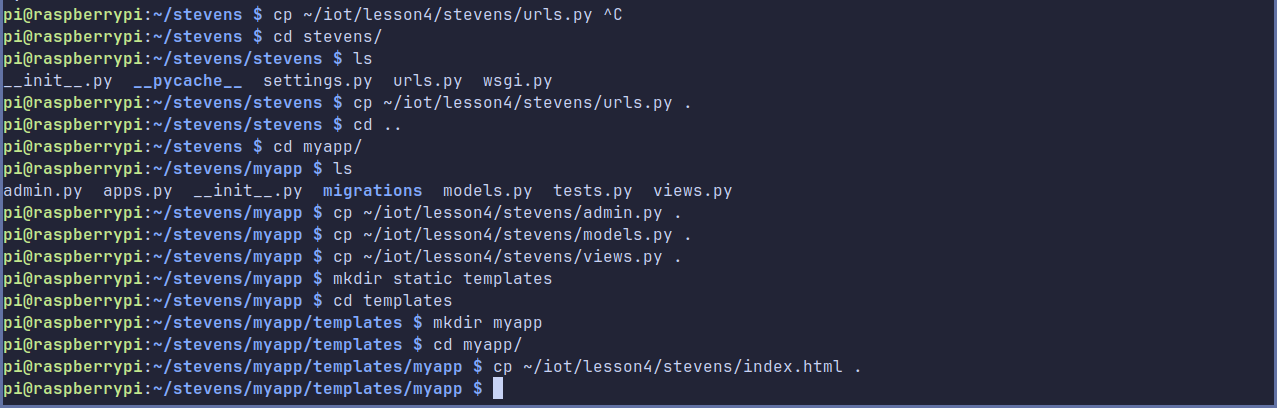 pi@raspberrypi:~/stevens $ cp ~/iot/lesson4/stevens/urls.py ^C
pi@raspberrypi:~/stevens $ cd stevens/
pi@raspberrypi:~/stevens/stevens $ ls
__init__.py  __pycache__  settings.py  urls.py  wsgi.py
pi@raspberrypi:~/stevens/stevens $ cp ~/iot/lesson4/stevens/urls.py .
pi@raspberrypi:~/stevens/stevens $ cd ..
pi@raspberrypi:~/stevens $ cd myapp/
pi@raspberrypi:~/stevens/myapp $ ls
admin.py  apps.py  __init__.py  migrations  models.py  tests.py  views.py
pi@raspberrypi:~/stevens/myapp $ cp ~/iot/lesson4/stevens/admin.py .
pi@raspberrypi:~/stevens/myapp $ cp ~/iot/lesson4/stevens/models.py .
pi@raspberrypi:~/stevens/myapp $ cp ~/iot/lesson4/stevens/views.py .
pi@raspberrypi:~/stevens/myapp $ mkdir static templates
pi@raspberrypi:~/stevens/myapp $ cd templates
pi@raspberrypi:~/stevens/myapp/templates $ mkdir myapp
pi@raspberrypi:~/stevens/myapp/templates $ cd myapp/
pi@raspberrypi:~/stevens/myapp/templates/myapp $ cp ~/iot/lesson4/stevens/index.html .
pi@raspberrypi:~/stevens/myapp/templates/myapp $